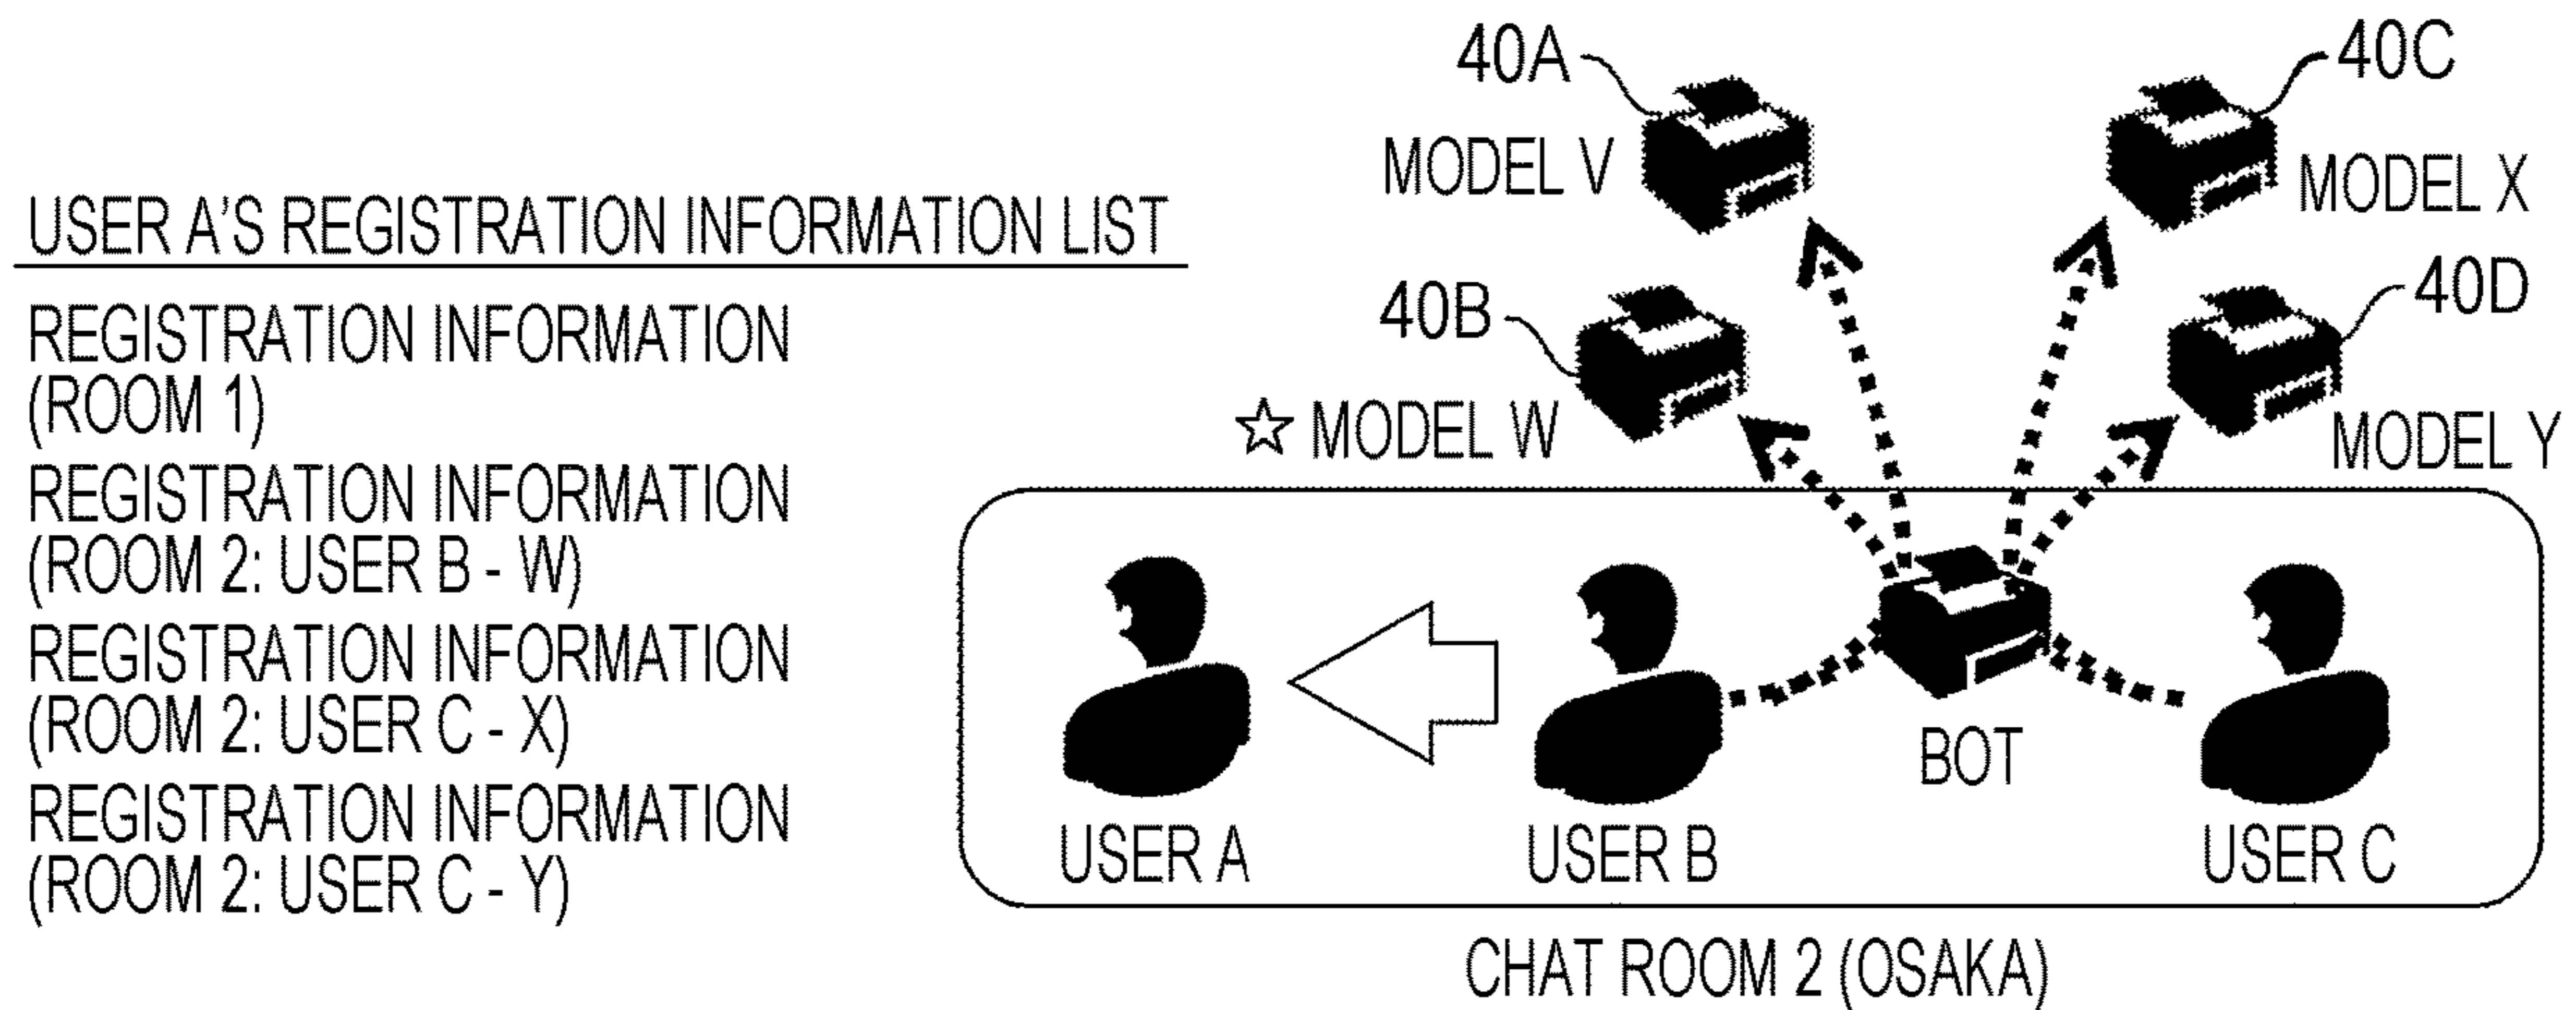 USER A'S REGISTRATION INFORMATION LIST
REGISTRATION INFORMATION
(ROOM 1)
REGISTRATION INFORMATION
(ROOM 2: USER B - W)
REGISTRATION INFORMATION
(ROOM 2: USER C - X)
REGISTRATION INFORMATION
(ROOM 2: USER C - Y)
40A
MODEL V
40C
MODEL X
40B
☆ MODEL W
40D
MODEL Y
USER A
USER B
BOT
USER C
CHAT ROOM 2 (OSAKA)